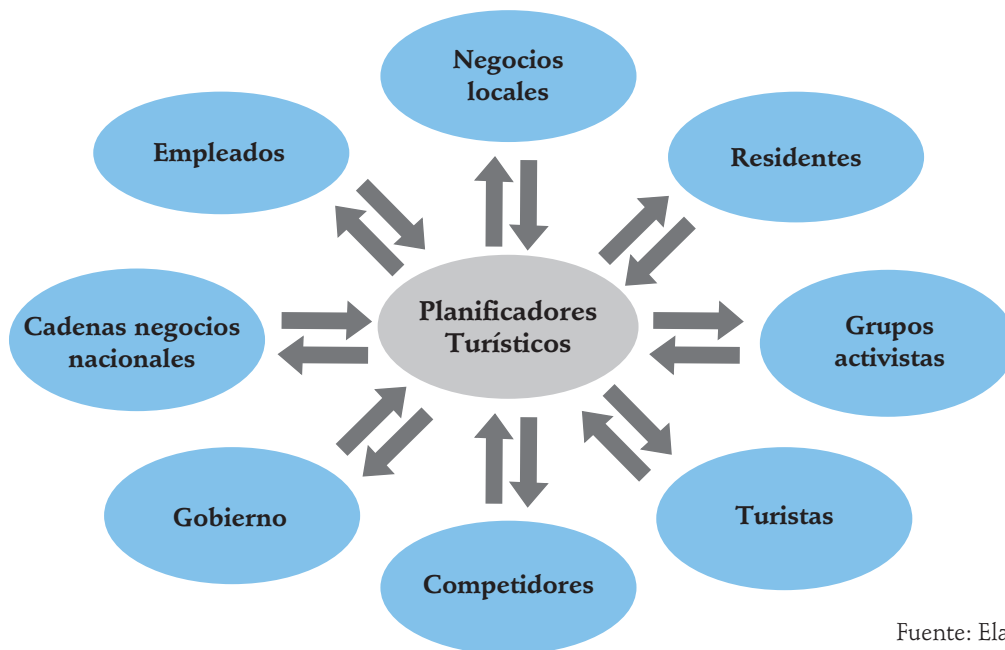 Negocios
locales
Empleados
Residentes
Planificadores
Turísticos
Cadenas negocios
nacionales
Grupos
activistas
Gobierno
Turistas
Competidores
Fuente: Ela